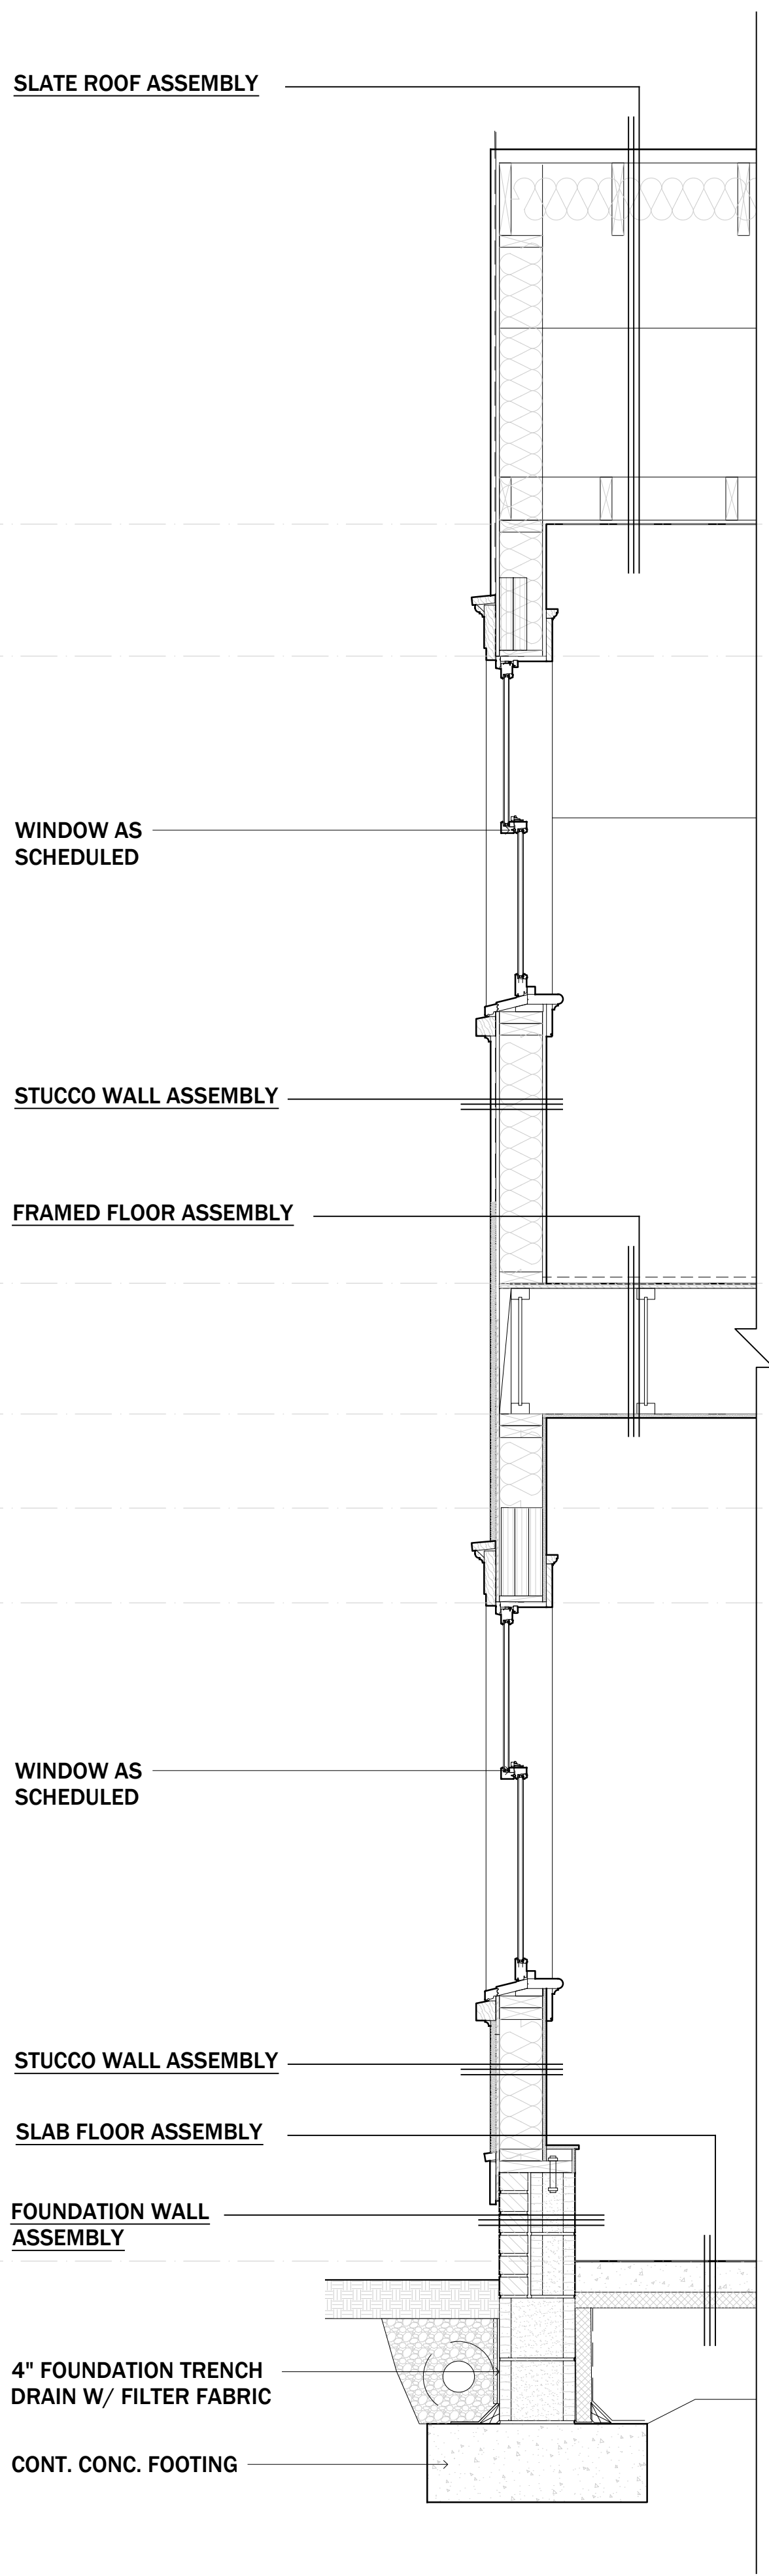 SLATE ROOF ASSEMBLY
WINDOW AS
SCHEDULED
STUCCO WALL ASSEMBLY
FRAMED FLOOR ASSEMBLY
WINDOW AS
SCHEDULED
STUCCO WALL ASSEMBLY
SLAB FLOOR ASSEMBLY
FOUNDATION WALL
ASSEMBLY
4" FOUNDATION TRENCH
DRAIN W/ FILTER FABRIC
CONT. CONC. FOOTING